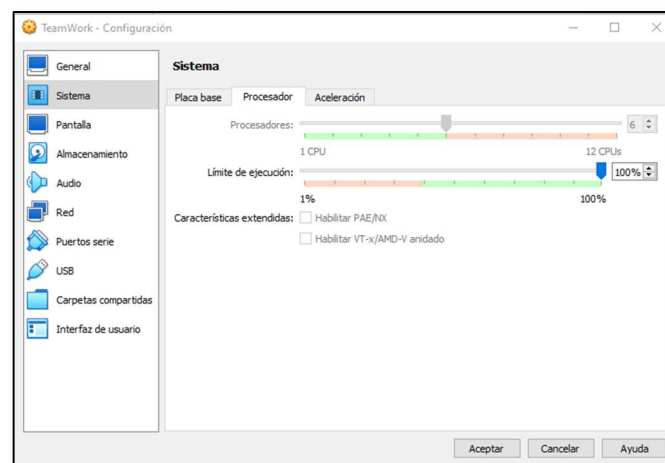 TeamWork - Configuración
General
Sistema
Pantalla
Almacenamiento
Audio
Red
Puertos serie
USB
Carpetas compartidas
Interfaz de usuario
Sistema
Placa base Procesador Aceleración
Procesadores: 6
1 CPU 12 CPUs
Límite de ejecución: 100%
1% 100%
Características extendidas: Habilitar PAE/NX
Habilitar VT-x/AMD-V anidado
Aceptar Cancelar Ayuda